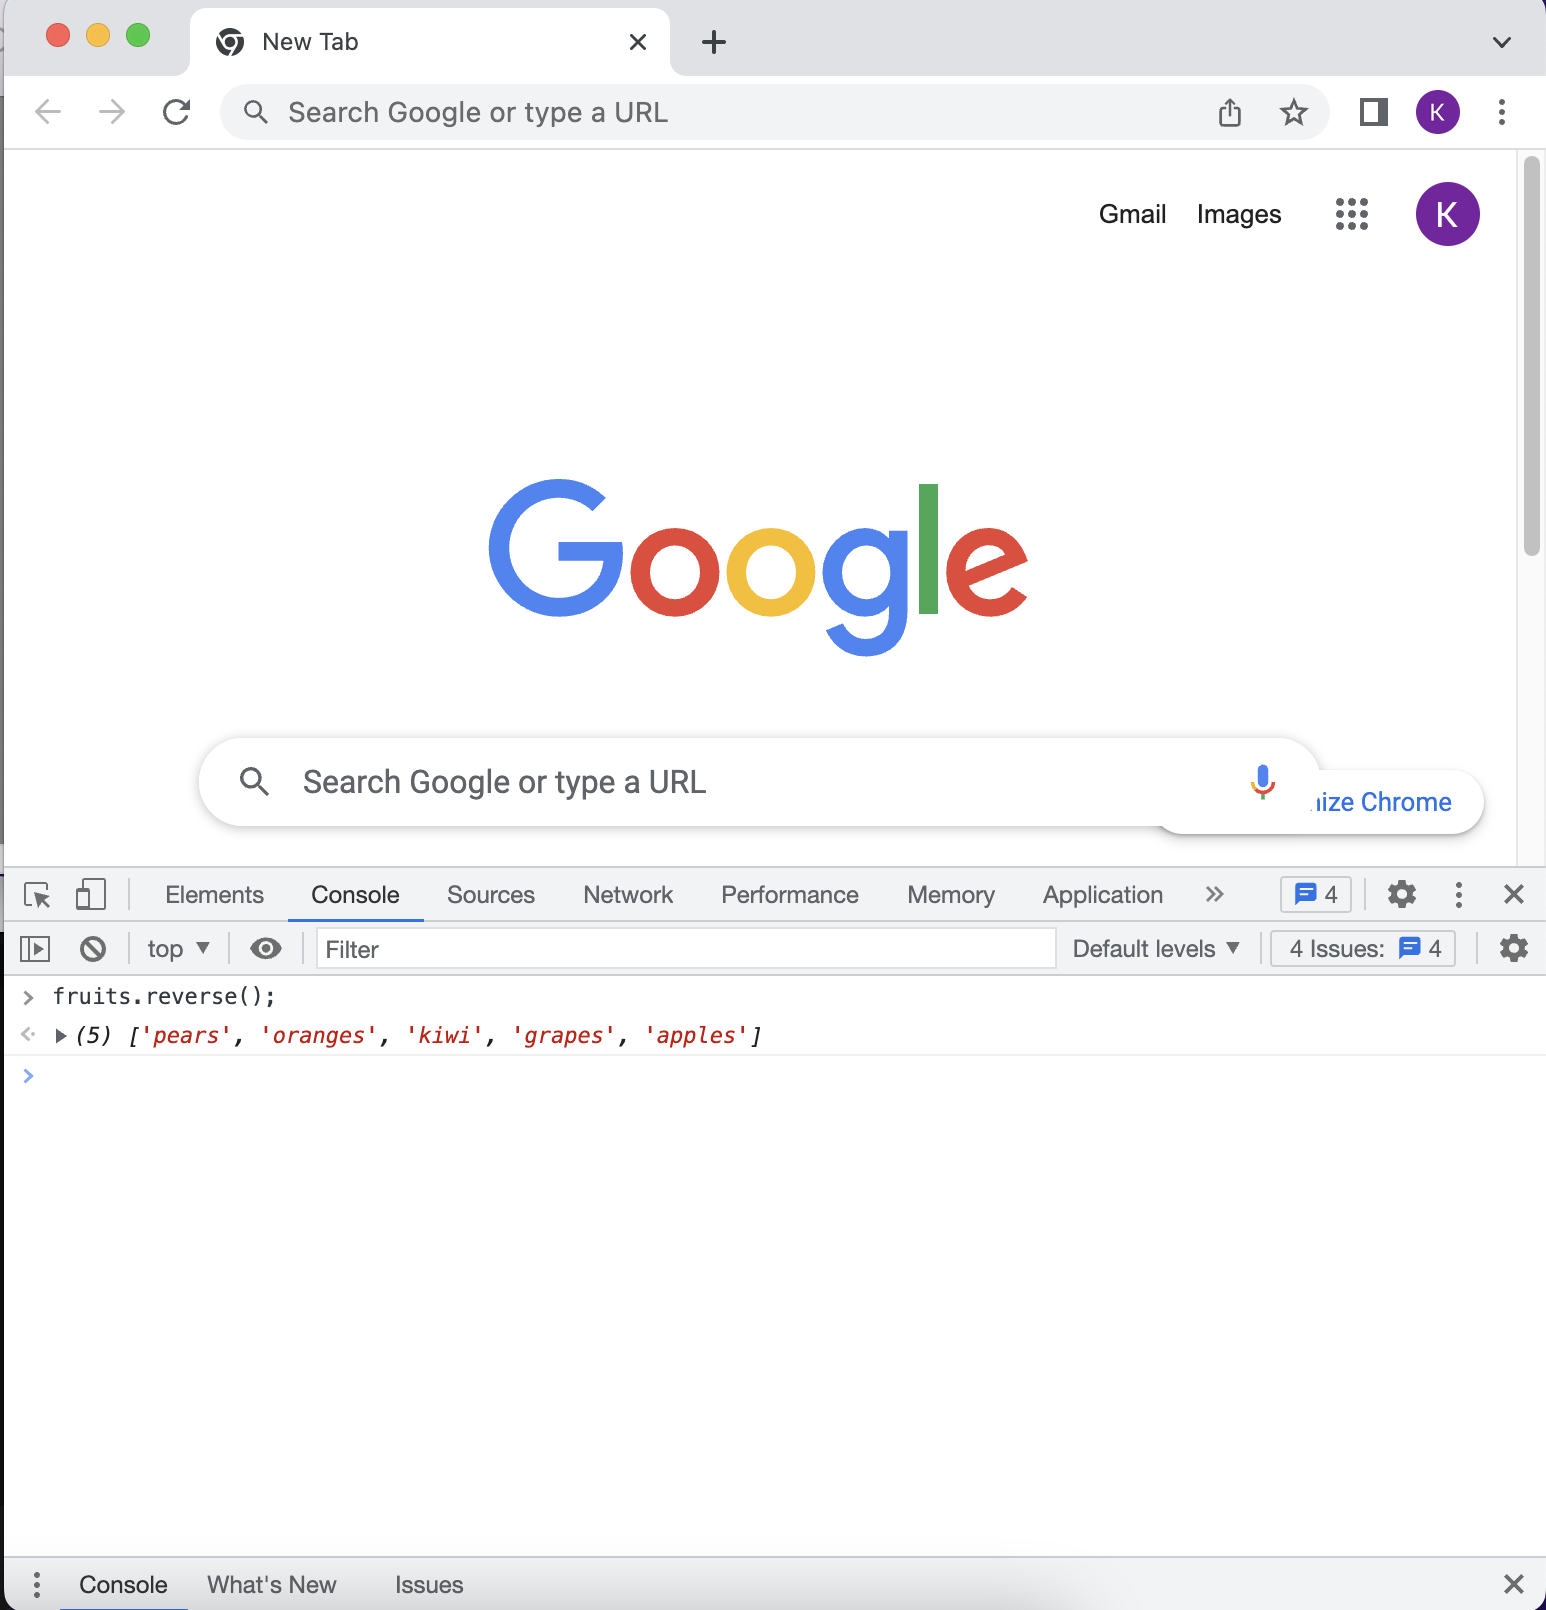 New Tab
Search Google or type a URL
K
Gmail Images
K
Google
Search Google or type a URL
ize Chrome
Elements Console Sources Network Performance Memory Application 4
top Filter Default levels 4 Issues: 4
fruits.reverse();
(5) ['pears', 'oranges', 'kiwi', 'grapes', 'apples']
Console What's New Issues